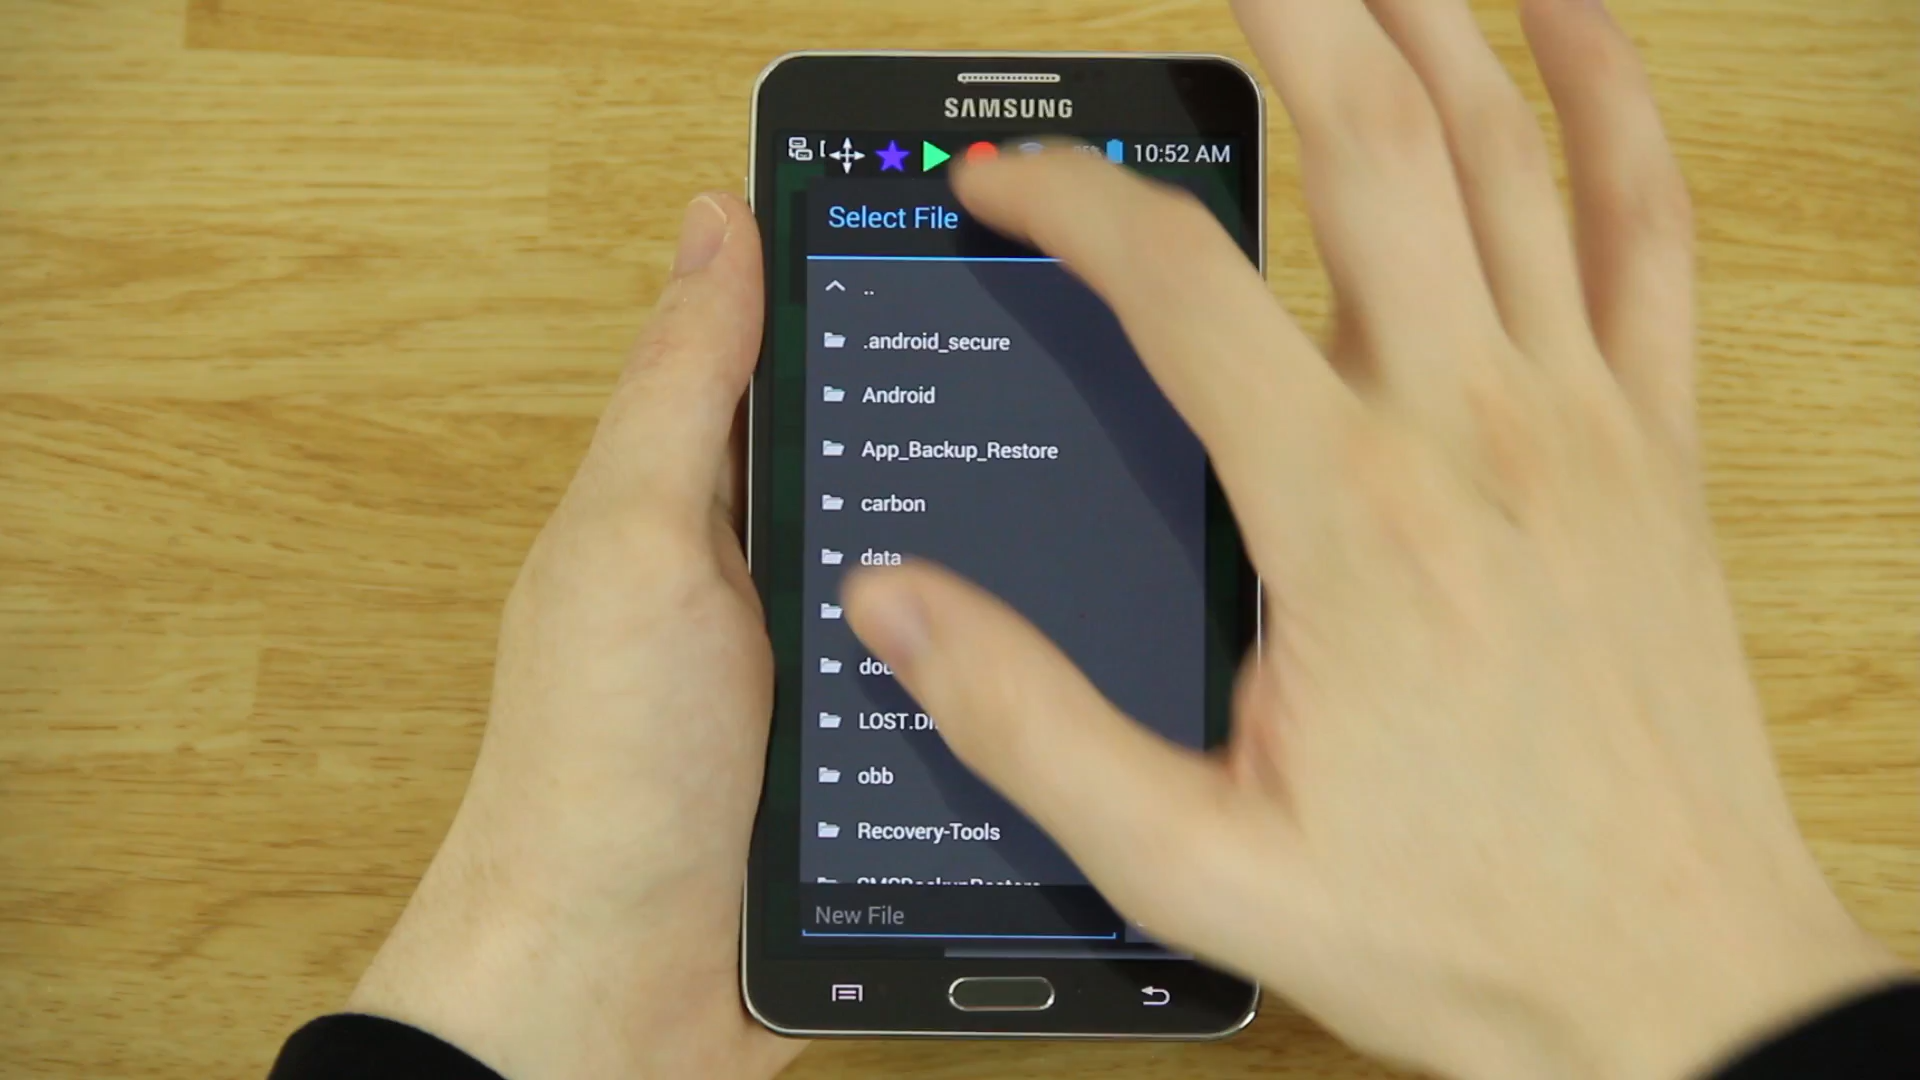 SAMSUNG
10:52 AM
Select File
..
.android_secure
Android
App_Backup_Restore
carbon
data
obb
Recovery-Tools
New File